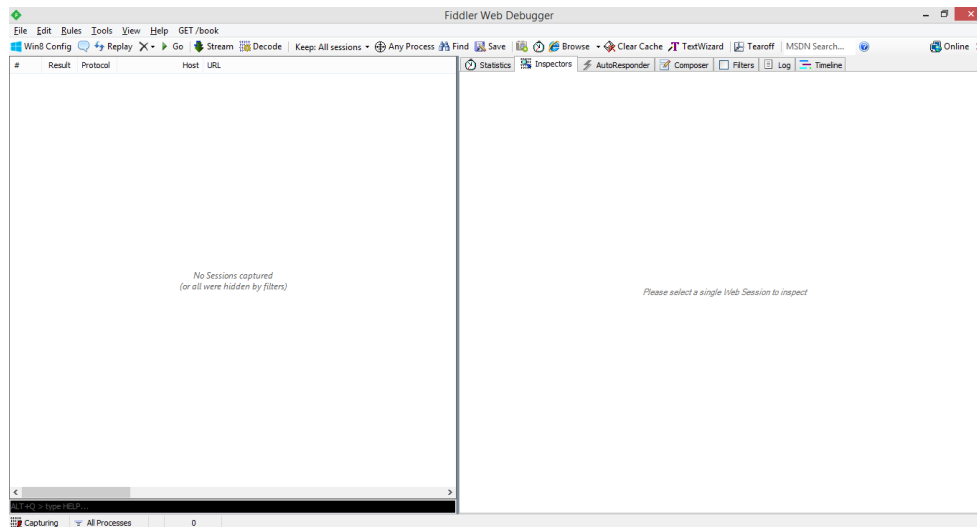 Fiddler Web Debugger
File Edit Rules Tools View Help GET /book
Win8 Config Replay Go Stream Decode Keep: All sessions Any Process Find Save Browse Clear Cache TextWizard Tearoff MSDN Search... Online
# Result Protocol Host URL
Statistics Inspectors AutoResponder Composer Filters Log Timeline
No Sessions captured
(or all were hidden by filters)
Please select a single Web Session to inspect
ALT+Q > type HELP...
Capturing All Processes 0